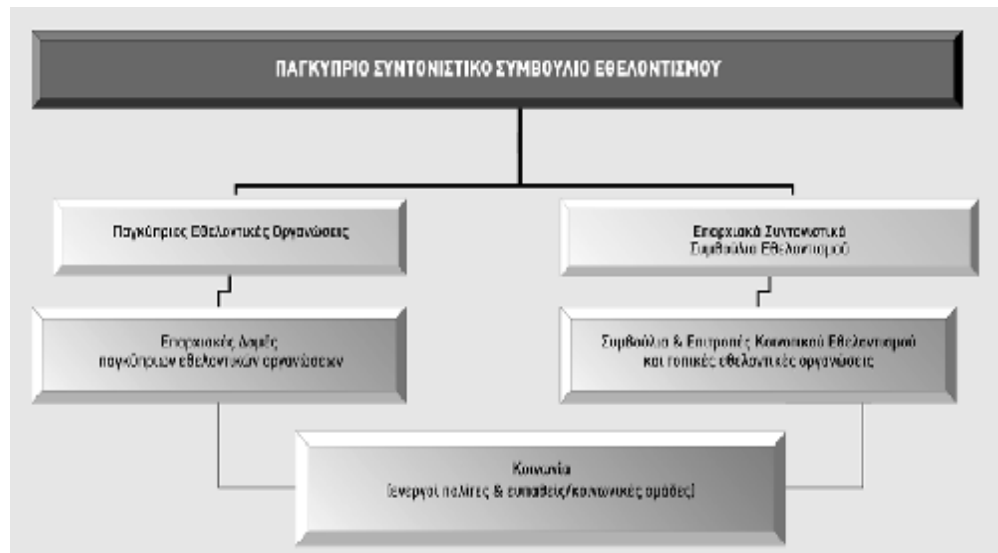 ΠΑΓΚΥΠΡΙΟ ΣΥΝΤΟΝΙΣΤΙΚΟ ΣΥΜΒΟΥΛΙΟ ΕΘΕΛΟΝΤΙΣΜΟΥ
Παγκύπριες Εθελοντικές Οργανώσεις
Επαρχιακά Συντονιστικά
Συμβούλια Εθελοντισμού
Επαρχιακές Δομές
παγκύπριων εθελοντικών οργανώσεων
Συμβούλια & Επιτροπές Κοινοτικού Εθελοντισμού
και τοπικές εθελοντικές οργανώσεις
Κοινωνία
(ενεργοί πολίτες & ευπαθείς/κοινωνικές ομάδες)